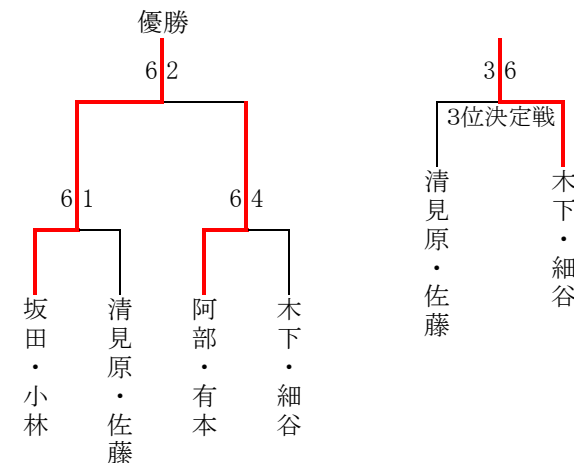 優勝
6 2
6 1
6 4
坂田・小林
清見原・佐藤
阿部・有本
木下・細谷
3 6
3位決定戦
清見原・佐藤
木下・細谷